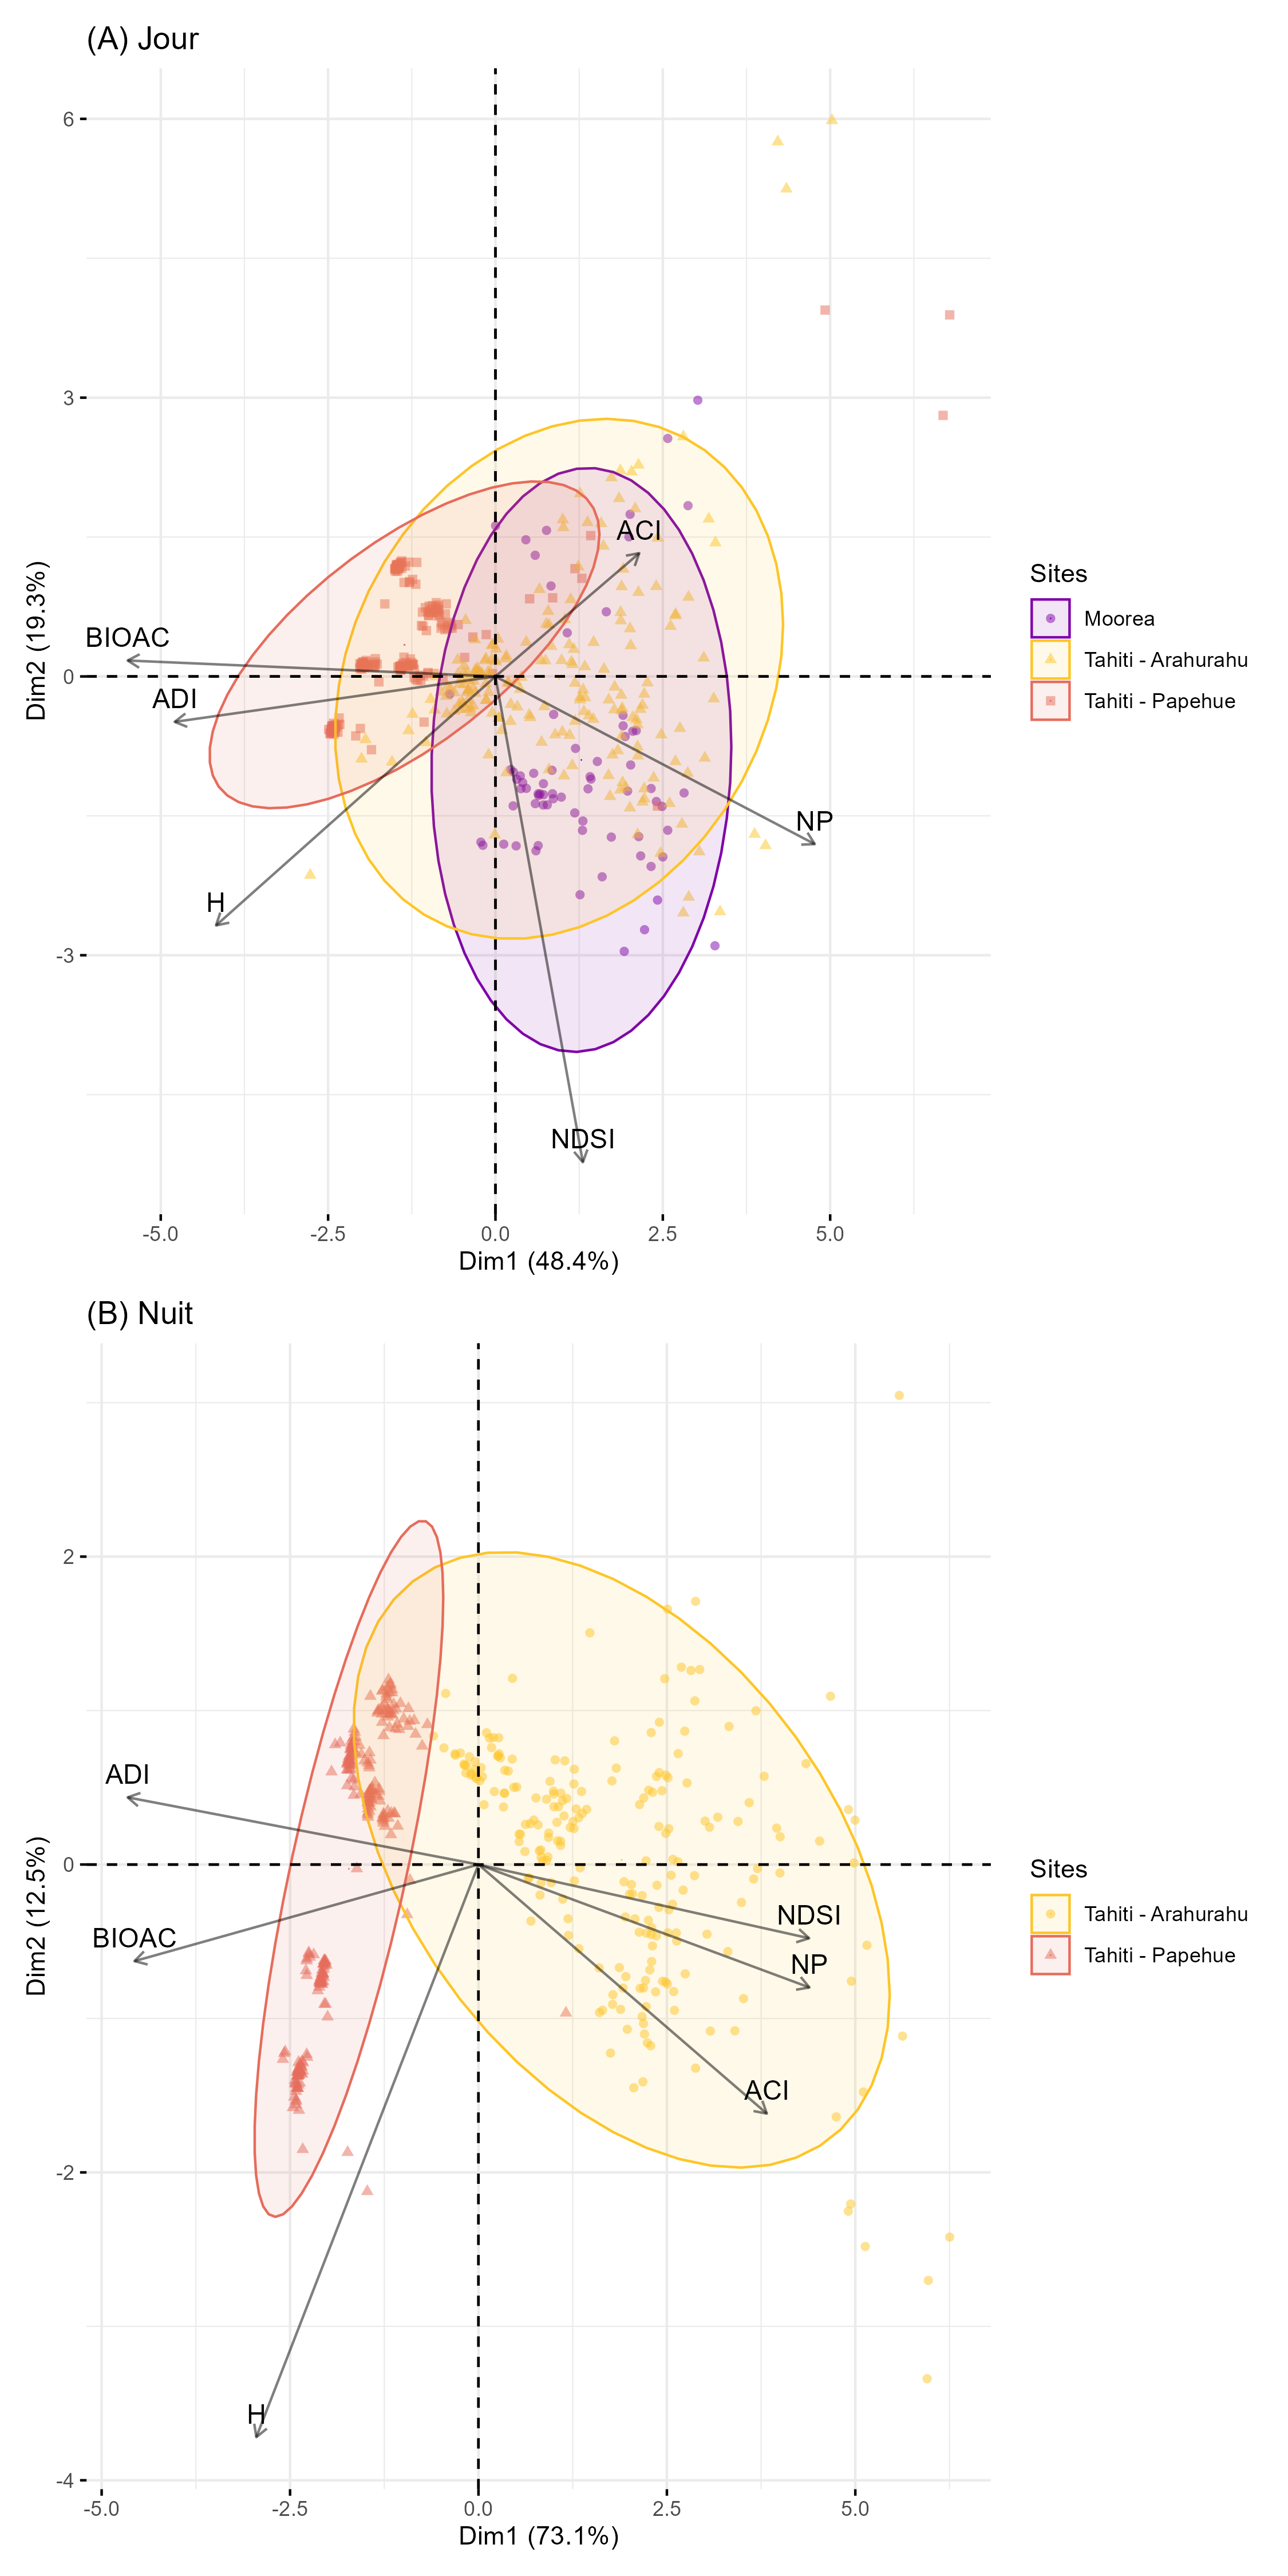 (A) Jour
6
3
0
-3
Dim2 (19.3%)
ACI
BIOAC
ADI
NP
H
NDSI
-5.0
-2.5
0.0
2.5
5.0
Dim1 (48.4%)
Sites
Moorea
Tahiti - Arahurahu
Tahiti - Papehue
(B) Nuit
2
0
-2
-4
Dim2 (12.5%)
ADI
BIOAC
NDSI
NP
ACI
H
-5.0
-2.5
0.0
2.5
5.0
Dim1 (73.1%)
Sites
Tahiti - Arahurahu
Tahiti - Papehue